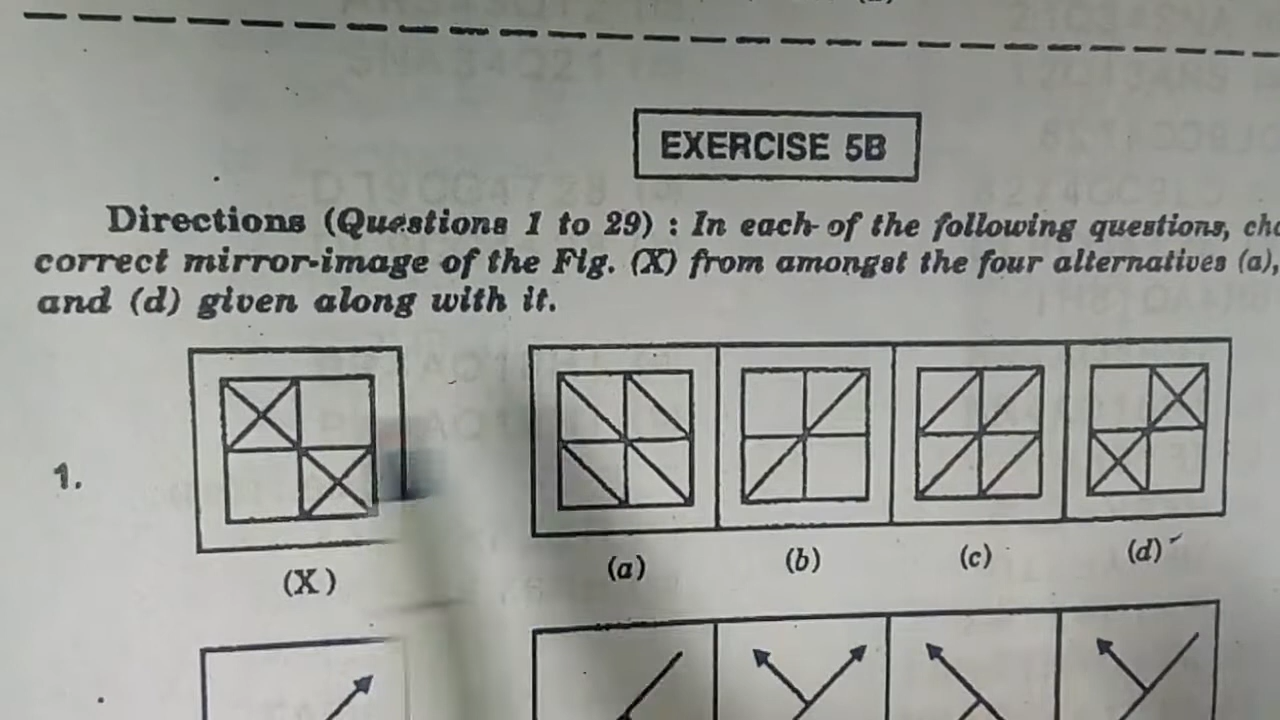 EXERCISE 5B
Directions (Questions 1 to 29) : In each of the following questions,
correct mirror-image of the Fig. (X) from amongst the four alternatives (a),
and (d) given along with it.
1.
(X) (a) (b) (c) (d)